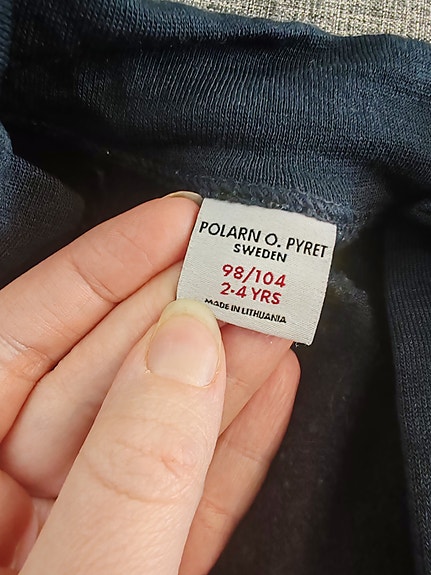 POLARN O. PYRET
SWEDEN
98/104
2-4 YRS
MADE IN LITHUANIA